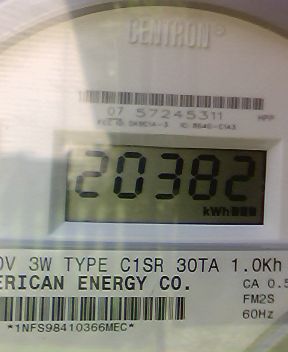 CENTRON®
07 57245311 HPP
20382
kWh
0V 3W TYPE C1SR 30TA 1.0Kh
ERICAN ENERGY CO. CA 0.5
FM2S
*1NFS98410366MEC* 60Hz